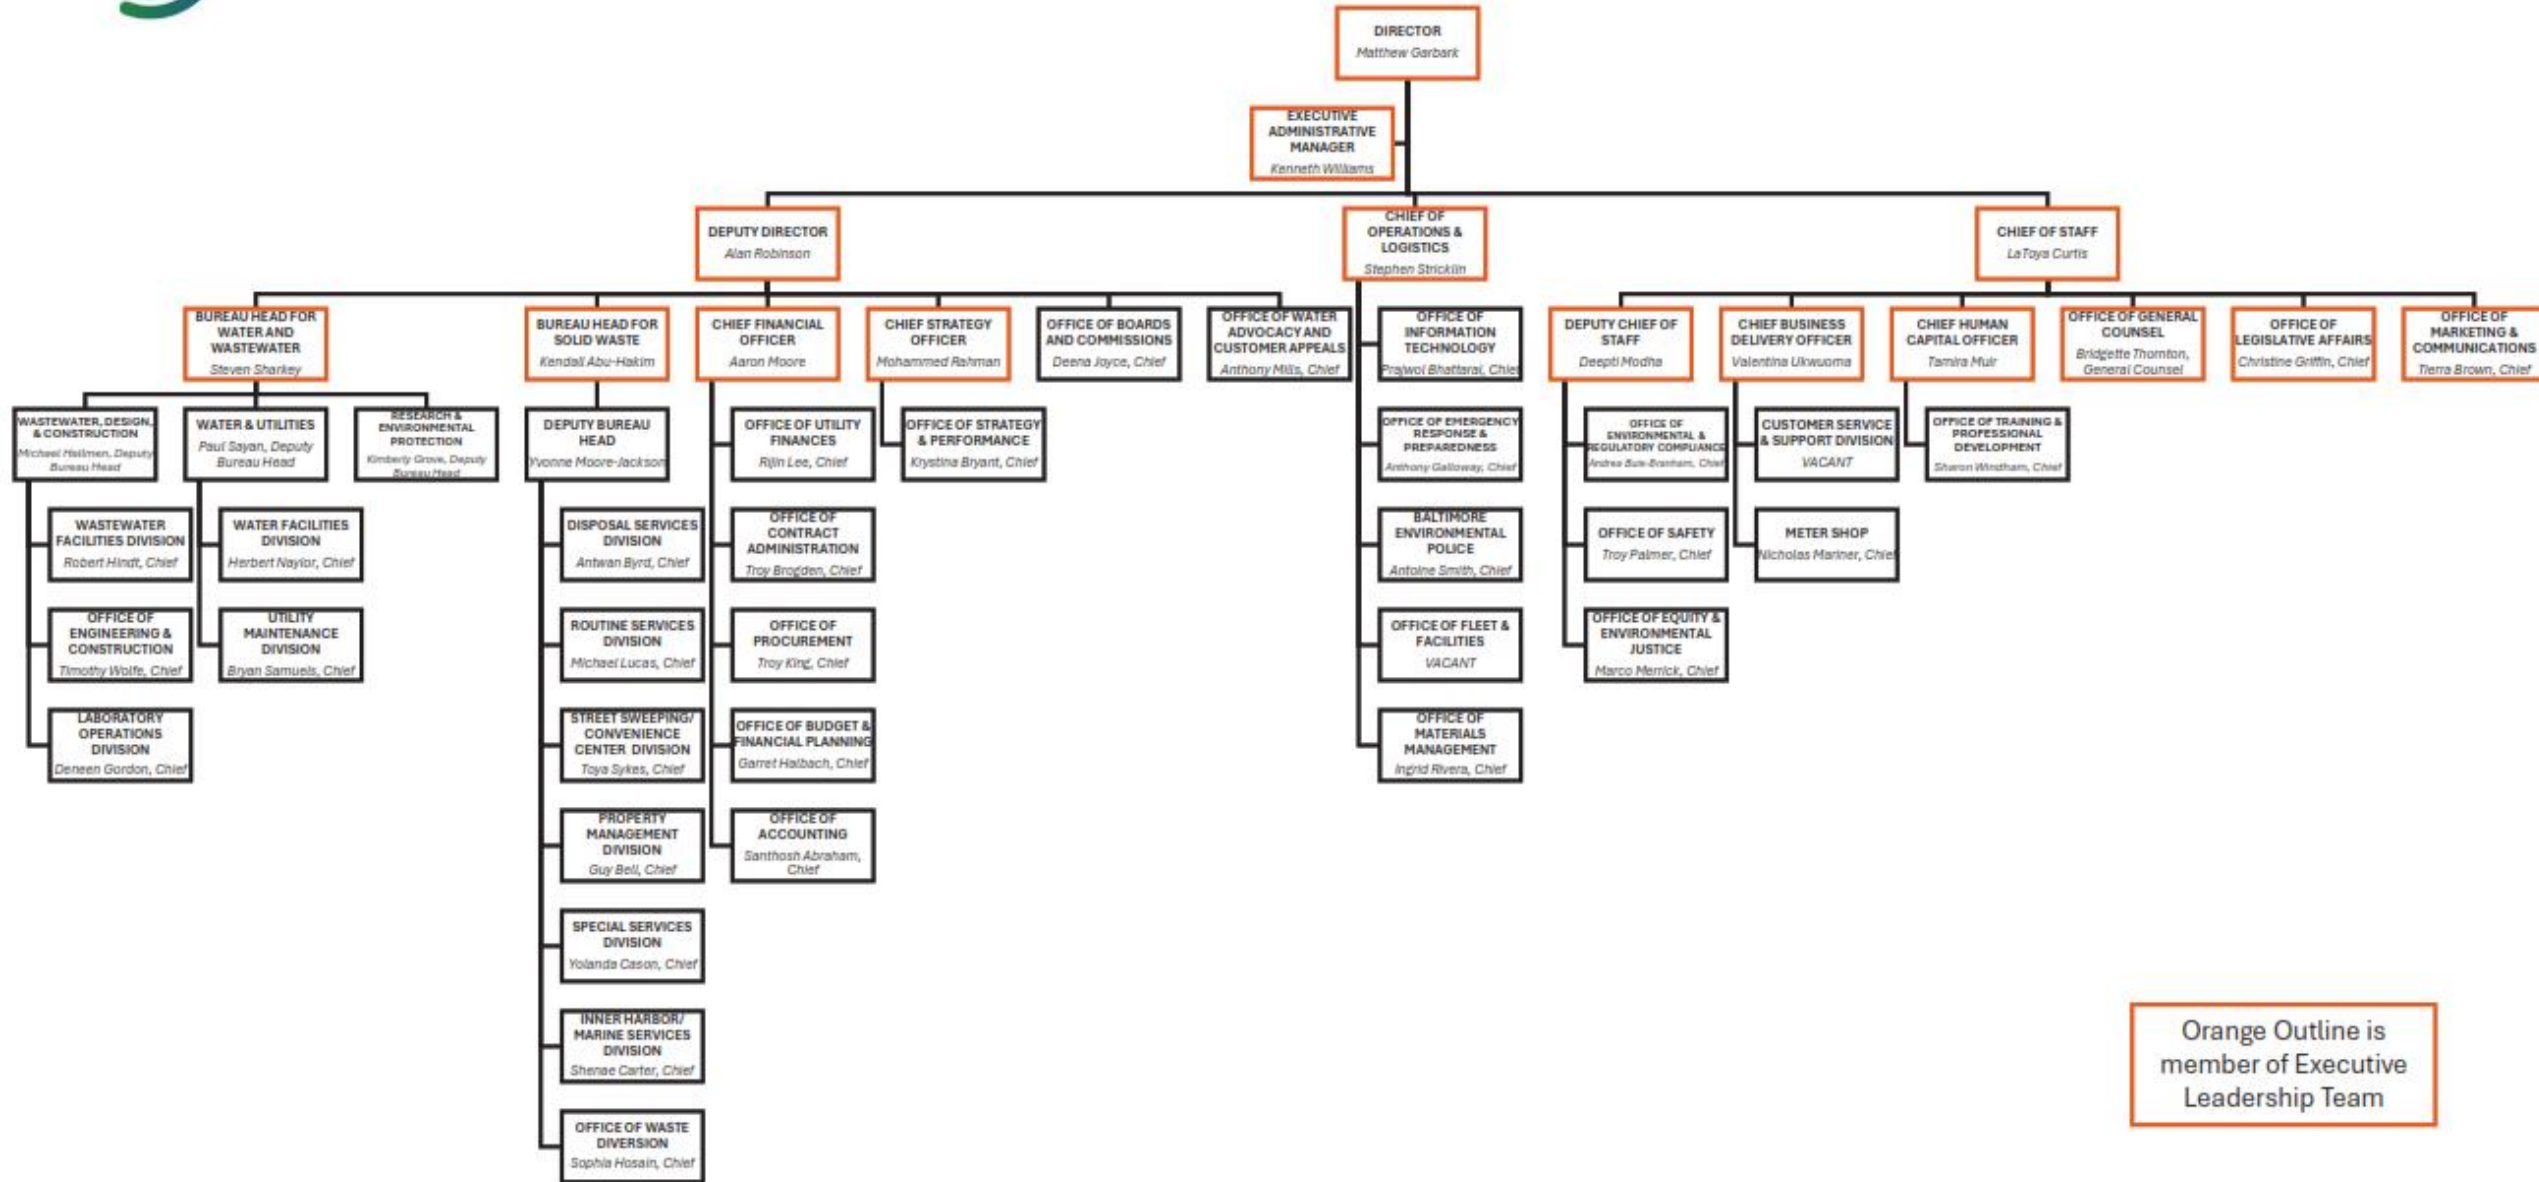 DIRECTOR
Matthew Garbark
EXECUTIVE
ADMINISTRATIVE
MANAGER
Kenneth Williams
DEPUTY DIRECTOR
Alan Robinson
CHIEF OF
OPERATIONS &
LOGISTICS
Stephen Stricklin
CHIEF OF STAFF
LaToya Curtis
BUREAU HEAD FOR
WATER AND
WASTEWATER
Steven Sharkey
BUREAU HEAD FOR
SOLID WASTE
Kendall Abu-Hakim
CHIEF FINANCIAL
OFFICER
Aaron Moore
CHIEF STRATEGY
OFFICER
Mohammed Rahman
OFFICE OF BOARDS
AND COMMISSIONS
Deena Joyce, Chief
OFFICE OF WATER
ADVOCACY AND
CUSTOMER APPEALS
Anthony Mills, Chief
OFFICE OF
INFORMATION
TECHNOLOGY
Prajwol Bhattarai, Chief
DEPUTY CHIEF OF
STAFF
Deepti Modha
CHIEF BUSINESS
DELIVERY OFFICER
Valentina Ukwuoma
CHIEF HUMAN
CAPITAL OFFICER
Tamira Muir
OFFICE OF GENERAL
COUNSEL
Bridgette Thornton,
General Counsel
OFFICE OF
LEGISLATIVE AFFAIRS
Christine Griffin, Chief
OFFICE OF
MARKETING &
COMMUNICATIONS
Tierra Brown, Chief
WASTEWATER, DESIGN,
& CONSTRUCTION
Michael Hallmen, Deputy
Bureau Head
WATER & UTILITIES
Paul Sayan, Deputy
Bureau Head
RESEARCH &
ENVIRONMENTAL
PROTECTION
Kimberly Grove, Deputy
Bureau Head
DEPUTY BUREAU
HEAD
Yvonne Moore-Jackson
OFFICE OF UTILITY
FINANCES
Rijin Lee, Chief
OFFICE OF STRATEGY
& PERFORMANCE
Krystina Bryant, Chief
OFFICE OF EMERGENCY
RESPONSE &
PREPAREDNESS
Anthony Galloway, Chief
OFFICE OF
ENVIRONMENTAL &
REGULATORY COMPLIANCE
Andrea Buie-Branham, Chief
CUSTOMER SERVICE
& SUPPORT DIVISION
VACANT
OFFICE OF TRAINING &
PROFESSIONAL
DEVELOPMENT
Sharon Windham, Chief
WASTEWATER
FACILITIES DIVISION
Robert Hindt, Chief
WATER FACILITIES
DIVISION
Herbert Naylor, Chief
DISPOSAL SERVICES
DIVISION
Antwan Byrd, Chief
OFFICE OF
CONTRACT
ADMINISTRATION
Troy Brogden, Chief
BALTIMORE
ENVIRONMENTAL
POLICE
Antoine Smith, Chief
OFFICE OF SAFETY
Troy Palmer, Chief
METER SHOP
Nicholas Mariner, Chief
OFFICE OF
ENGINEERING &
CONSTRUCTION
Timothy Wolfe, Chief
UTILITY
MAINTENANCE
DIVISION
Bryan Samuels, Chief
ROUTINE SERVICES
DIVISION
Michael Lucas, Chief
OFFICE OF
PROCUREMENT
Troy King, Chief
OFFICE OF FLEET &
FACILITIES
VACANT
OFFICE OF EQUITY &
ENVIRONMENTAL
JUSTICE
Marco Merrick, Chief
LABORATORY
OPERATIONS
DIVISION
Deneen Gordon, Chief
STREET SWEEPING/
CONVENIENCE
CENTER DIVISION
Toya Sykes, Chief
OFFICE OF BUDGET &
FINANCIAL PLANNING
Garret Halbach, Chief
OFFICE OF
MATERIALS
MANAGEMENT
Ingrid Rivera, Chief
PROPERTY
MANAGEMENT
DIVISION
Guy Bell, Chief
OFFICE OF
ACCOUNTING
Santhosh Abraham,
Chief
SPECIAL SERVICES
DIVISION
Yolanda Cason, Chief
INNER HARBOR/
MARINE SERVICES
DIVISION
Shenae Carter, Chief
OFFICE OF WASTE
DIVERSION
Sophia Hosain, Chief
Orange Outline is
member of Executive
Leadership Team